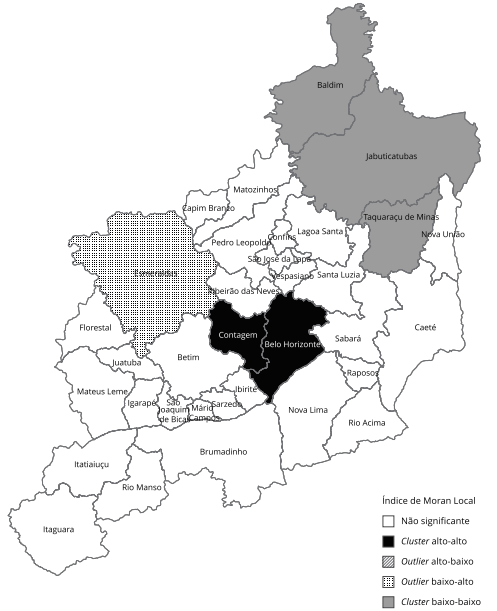 Baldim
Jabuticatubas
Matozinhos
Capim Branco
Taquaraçu de Minas
Lagoa Santa
Nova União
Confins
Pedro Leopoldo
São José da Lapa
Esmeraldas
Vespasiano
Santa Luzia
Ribeirão das Neves
Florestal
Contagem
Caeté
Sabará
Belo Horizonte
Betim
Juatuba
Raposos
Mateus Leme
Ibirité
Igarapé
São
Joaquim
de Bicas
Mário
Campos
Sarzedo
Nova Lima
Rio Acima
Brumadinho
Itatiaiuçu
Rio Manso
Itaguara
Índice de Moran Local
Não significante
Cluster alto-alto
Outlier alto-baixo
Outlier baixo-alto
Cluster baixo-baixo